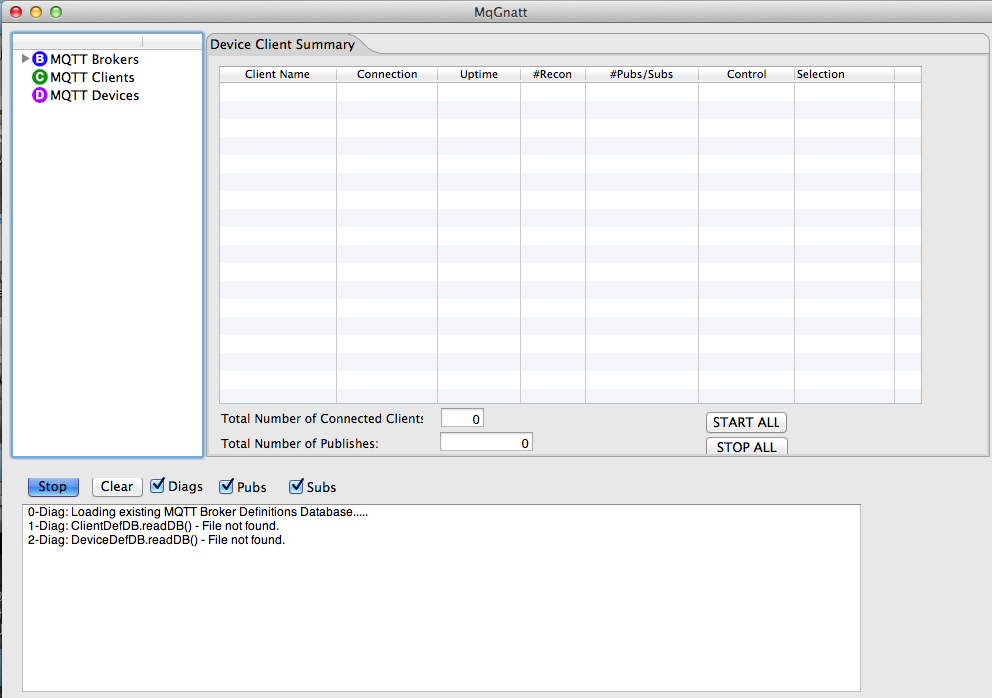 MqGnatt
B MQTT Brokers
C MQTT Clients
D MQTT Devices
Device Client Summary
Client Name Connection Uptime #Recon #Pubs/Subs Control Selection
Total Number of Connected Clients 0
START ALL
Total Number of Publishes: 0
STOP ALL
Stop Clear Diags Pubs Subs
0-Diag: Loading existing MQTT Broker Definitions Database.....
1-Diag: ClientDefDB.readDB() - File not found.
2-Diag: DeviceDefDB.readDB() - File not found.